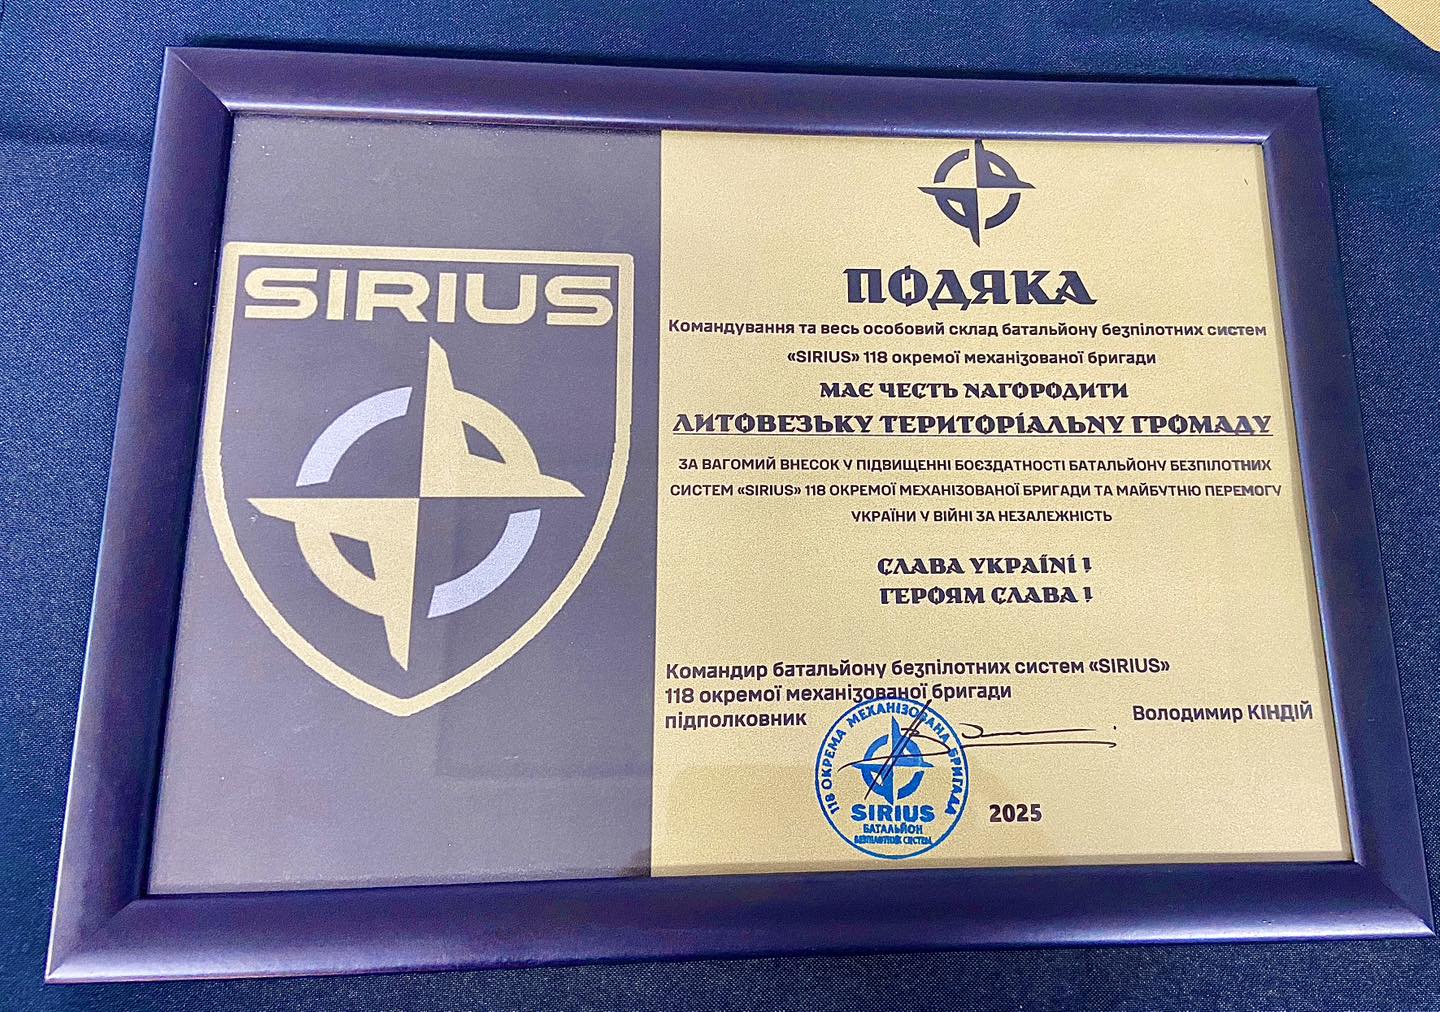 SIRIUS
ПОДЯКА
Командування та весь особовий склад батальйону безпілотних систем
«SIRIUS» 118 окремої механізованої бригади
МАЄ ЧЕСТЬ НАГОРОДИТИ
ЛИТОВЕЗЬКУ ТЕРИТОРІАЛЬНУ ГРОМАДУ
ЗА ВАГОМИЙ ВНЕСОК У ПІДВИЩЕННІ БОЄЗДАТНОСТІ БАТАЛЬЙОНУ БЕЗПІЛОТНИХ
СИСТЕМ «SIRIUS» 118 ОКРЕМОЇ МЕХАНІЗОВАНОЇ БРИГАДИ ТА МАЙБУТНЮ ПЕРЕМОГУ
УКРАЇНИ У ВІЙНІ ЗА НЕЗАЛЕЖНІСТЬ
СЛАВА УКРАЇНІ !
ГЕРОЯМ СЛАВА !
Командир батальйону безпілотних систем «SIRIUS»
118 окремої механізованої бригади
підполковник Володимир КІНДІЙ
118 ОКРЕМА МЕХАНІЗОВАНА БРИГАДА
SIRIUS
БАТАЛЬЙОН
БЕЗПІЛОТНИХ СИСТЕМ
2025